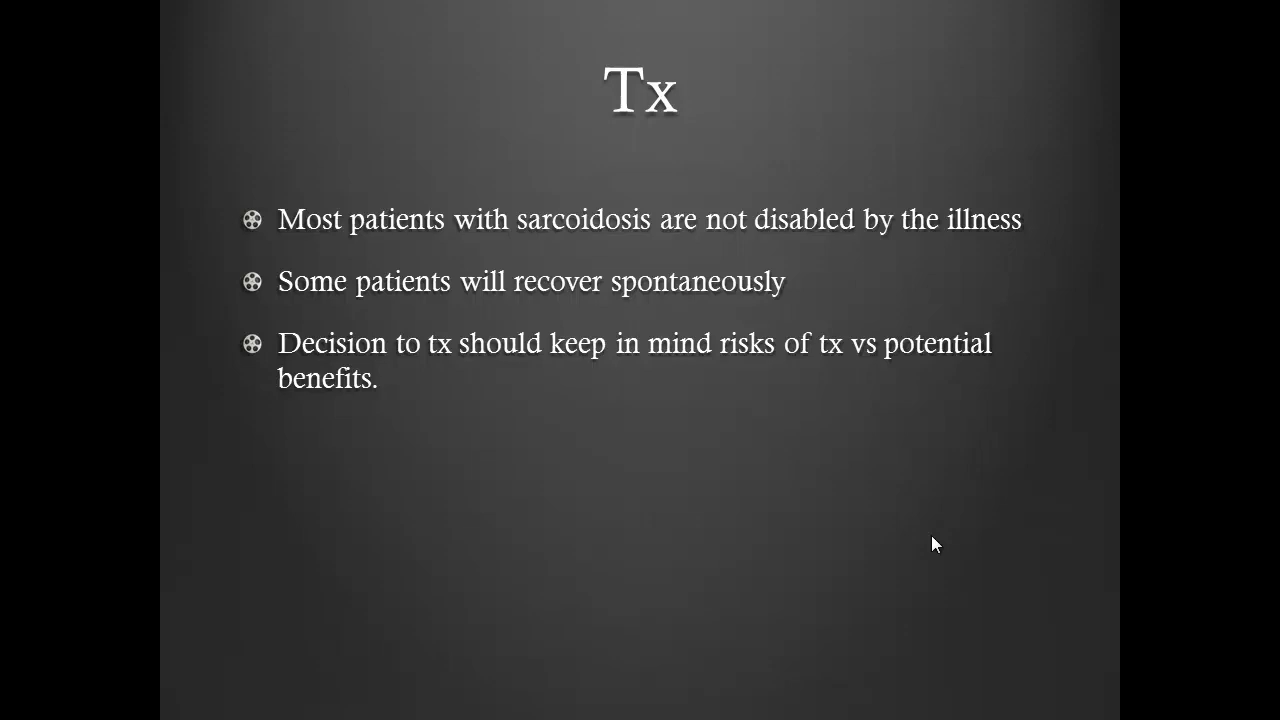 Tx
Most patients with sarcoidosis are not disabled by the illness
Some patients will recover spontaneously
Decision to tx should keep in mind risks of tx vs potential
benefits.